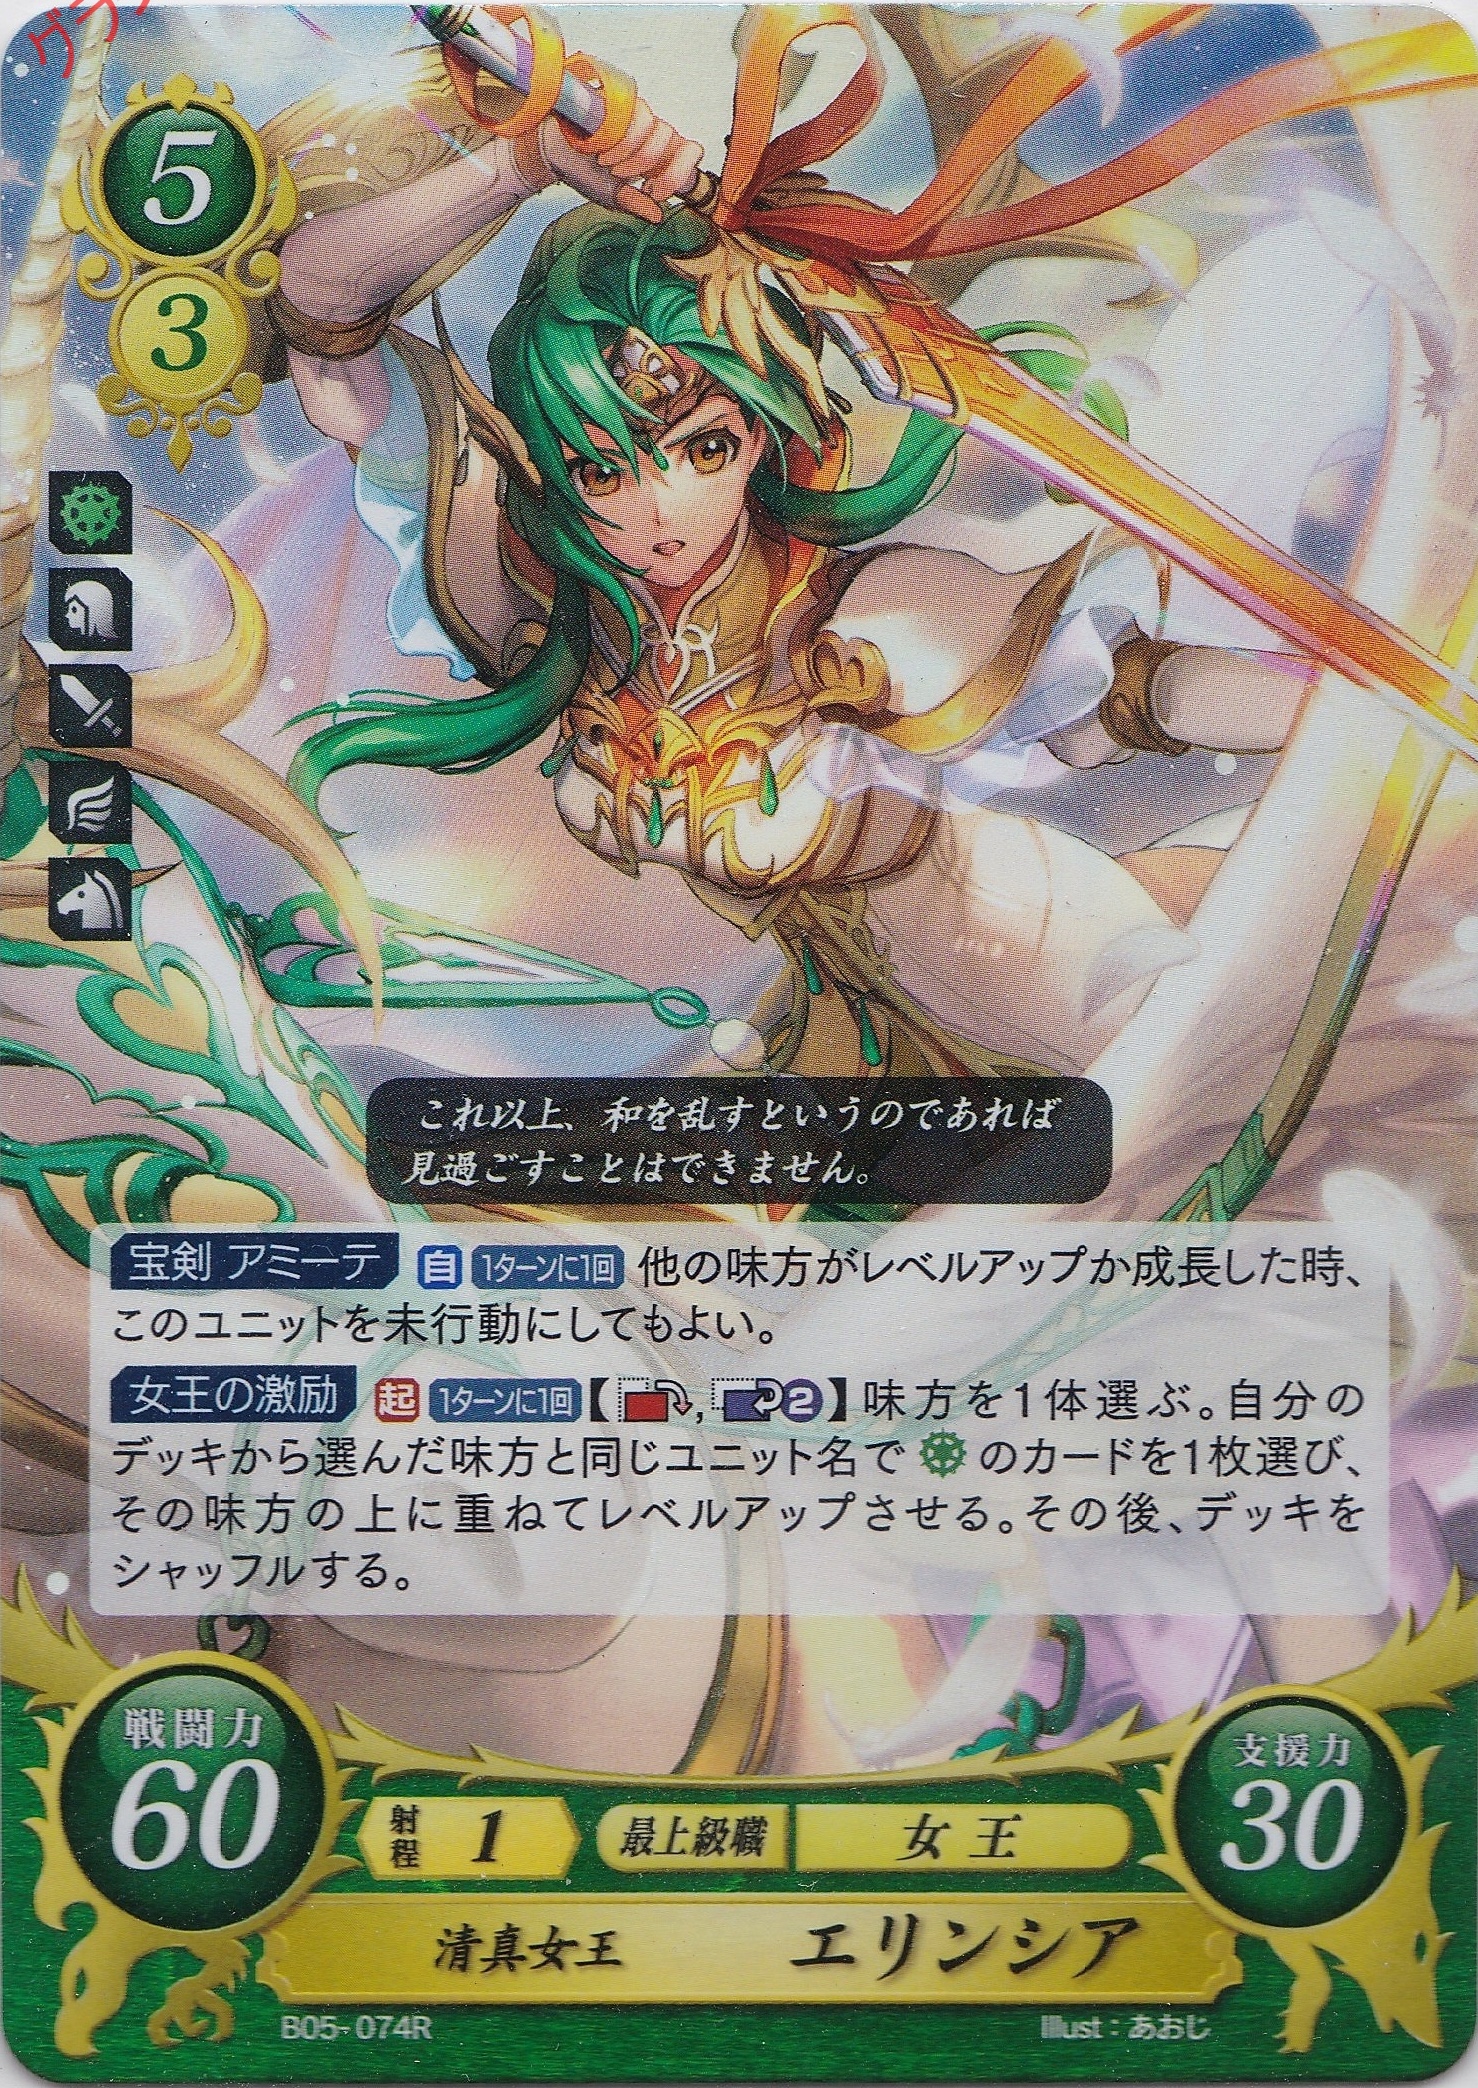 グラ
5
3
これ以上、和を乱すというのであれば
見過ごすことはできません。
宝剣 アミーテ 自 1ターンに1回 他の味方がレベルアップか成長した時、
このユニットを未行動にしてもよい。
女王の激励 起 1ターンに1回 【 , 2】味方を1体選ぶ。自分の
デッキから選んだ味方と同じユニット名で のカードを1枚選び、
その味方の上に重ねてレベルアップさせる。その後、デッキを
シャッフルする。
戦闘力
60
射程 1
最上級職 女王
支援力
30
清真女王 エリンシア
B05-074R
Illust：あおじ